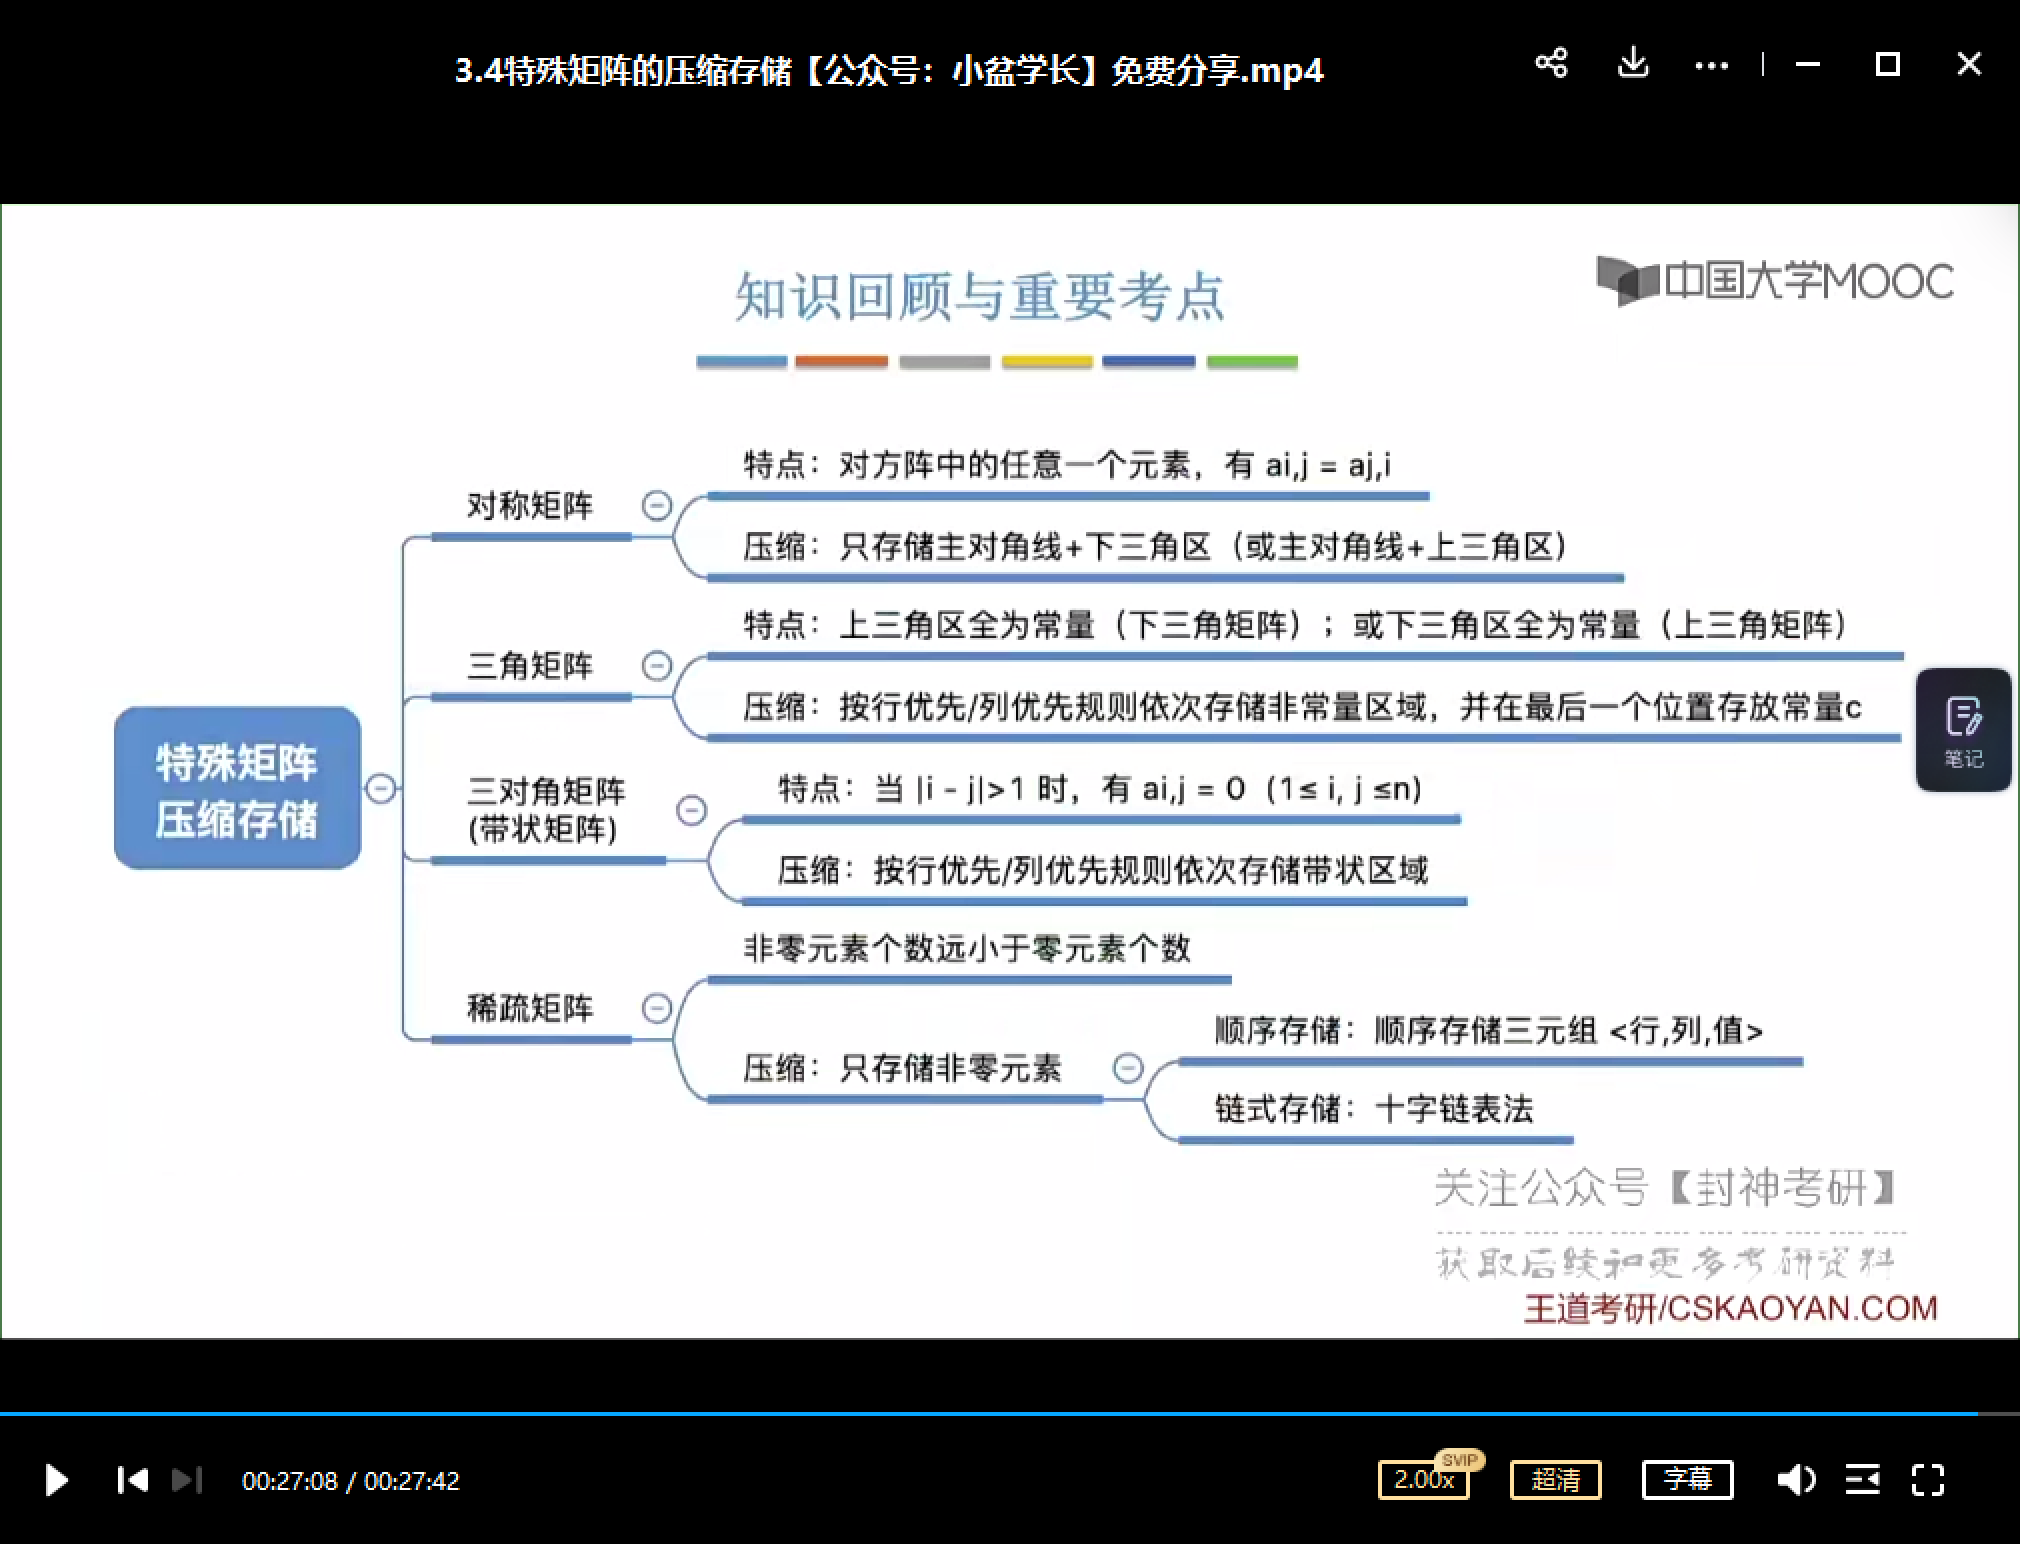 3.4特殊矩阵的压缩存储【公众号：小盆学长】免费分享.mp4
知识回顾与重要考点
中国大学MOOC
特殊矩阵
压缩存储
对称矩阵
特点：对方阵中的任意一个元素，有 ai,j = aj,i
压缩：只存储主对角线+下三角区（或主对角线+上三角区）
三角矩阵
特点：上三角区全为常量（下三角矩阵）；或下三角区全为常量（上三角矩阵）
压缩：按行优先/列优先规则依次存储非常量区域，并在最后一个位置存放常量c
三对角矩阵
(带状矩阵)
特点：当 |i - j|>1 时，有 ai,j = 0（1≤ i, j ≤n)
压缩：按行优先/列优先规则依次存储带状区域
稀疏矩阵
非零元素个数远小于零元素个数
压缩：只存储非零元素
顺序存储：顺序存储三元组 <行,列,值>
链式存储：十字链表法
笔记
关注公众号【封神考研】
获取后续和更多考研资料
王道考研/CSKAOYAN.COM
00:27:08 / 00:27:42
2.00x
SVIP
超清
字幕